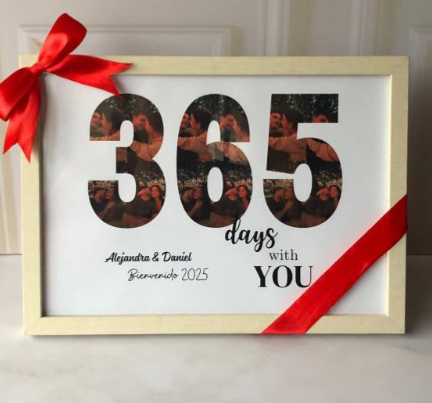 365
days
with
YOU
Alejandra & Daniel
Bienvenido 2025